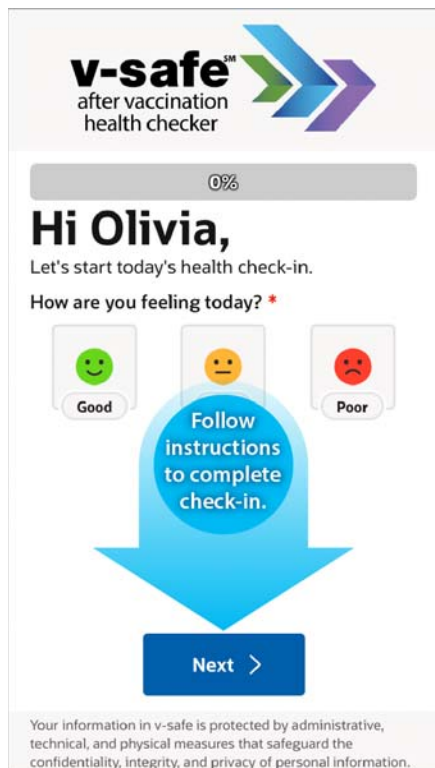 v-safe℠
after vaccination
health checker
0%
Hi Olivia,
Let's start today's health check-in.
How are you feeling today? *
Good
Poor
Follow
instructions
to complete
check-in.
Next >
Your information in v-safe is protected by administrative,
technical, and physical measures that safeguard the
confidentiality, integrity, and privacy of personal information.